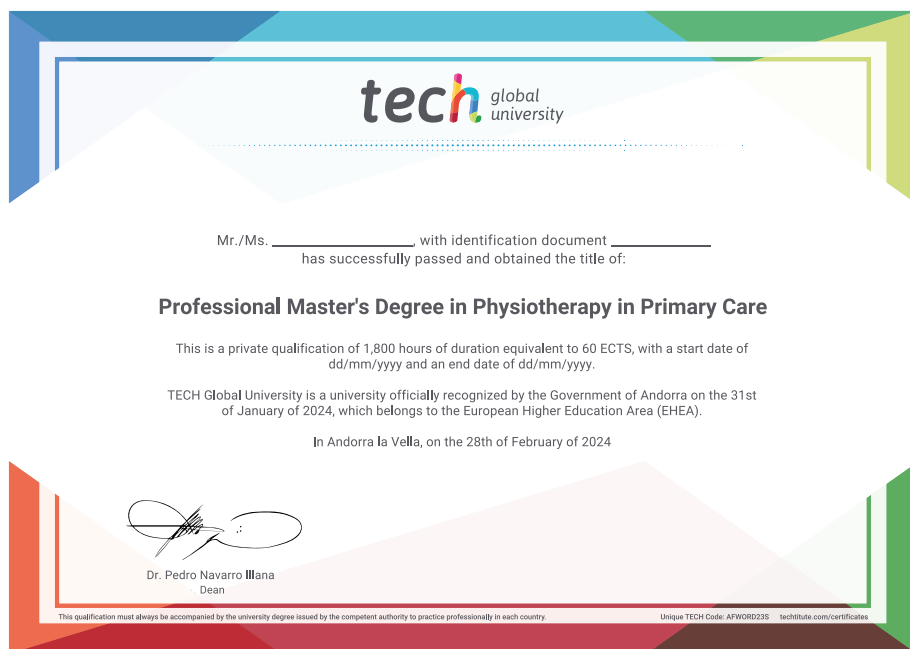 tech global
university
Mr./Ms. ____________, with identification document ____________
has successfully passed and obtained the title of:
Professional Master's Degree in Physiotherapy in Primary Care
This is a private qualification of 1,800 hours of duration equivalent to 60 ECTS, with a start date of
dd/mm/yyyy and an end date of dd/mm/yyyy.
TECH Global University is a university officially recognized by the Government of Andorra on the 31st
of January of 2024, which belongs to the European Higher Education Area (EHEA).
In Andorra la Vella, on the 28th of February of 2024
Dr. Pedro Navarro Illana
Dean
This qualification must always be accompanied by the university degree issued by the competent authority to practice professionally in each country.
Unique TECH Code: AFWORD23S techtitute.com/certificates